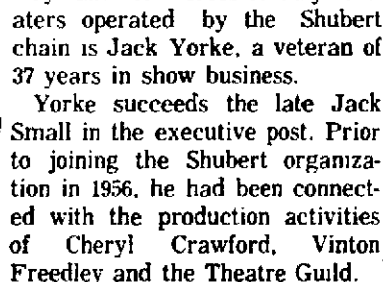 aters operated by the Shubert
chain is Jack Yorke, a veteran of
37 years in show business.
Yorke succeeds the late Jack
Small in the executive post. Prior
to joining the Shubert organiza-
tion in 1956, he had been connect-
ed with the production activities
of Cheryl Crawford, Vinton
Freedley and the Theatre Guild.